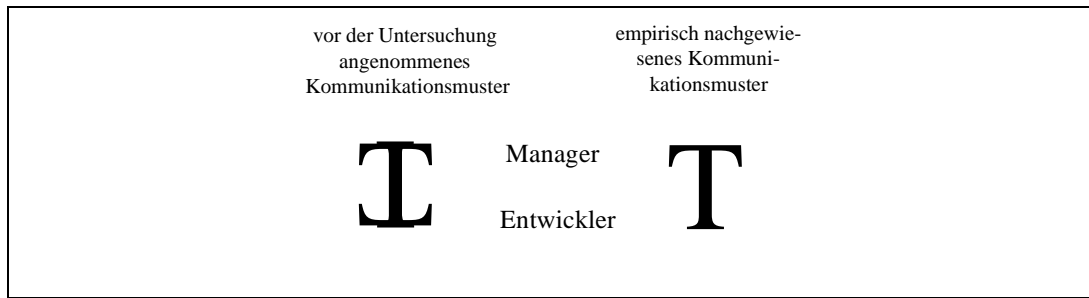 vor der Untersuchung
angenommenes
Kommunikationsmuster
empirisch nachgewie-
senes Kommuni-
kationsmuster
Manager
T
Entwickler